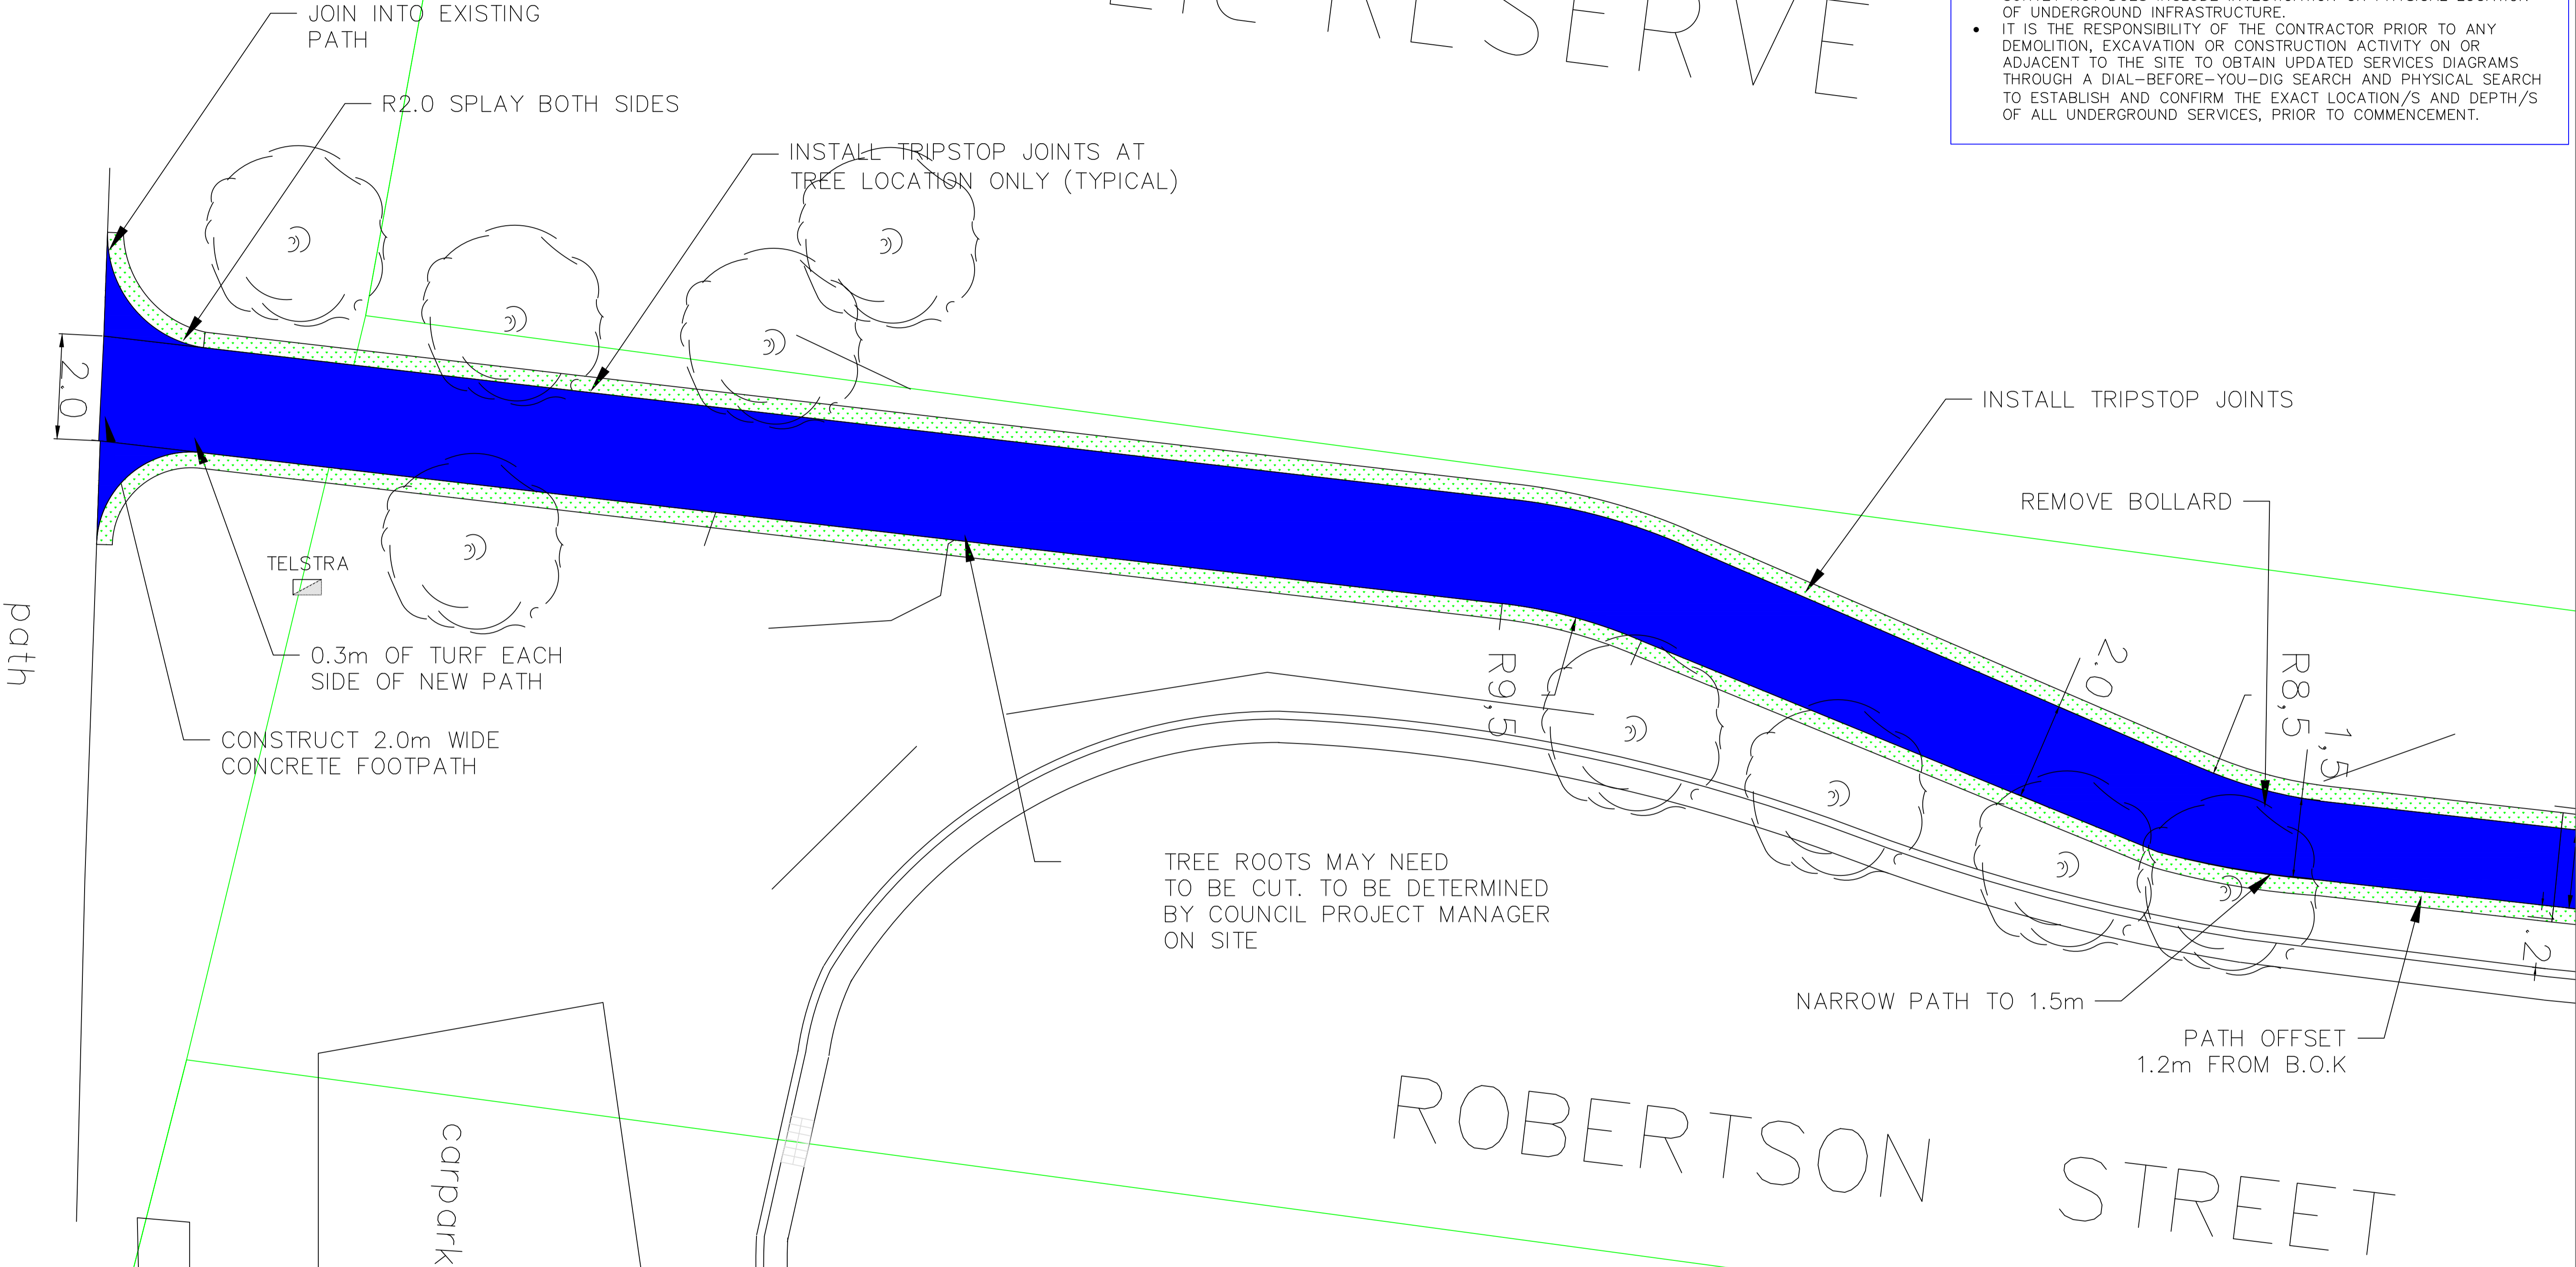 JOIN INTO EXISTING
PATH
R2.0 SPLAY BOTH SIDES
INSTALL TRIPSTOP JOINTS AT
TREE LOCATION ONLY (TYPICAL)
RESERVE
OF UNDERGROUND INFRASTRUCTURE.
• IT IS THE RESPONSIBILITY OF THE CONTRACTOR PRIOR TO ANY
DEMOLITION, EXCAVATION OR CONSTRUCTION ACTIVITY ON OR
ADJACENT TO THE SITE TO OBTAIN UPDATED SERVICES DIAGRAMS
THROUGH A DIAL-BEFORE-YOU-DIG SEARCH AND PHYSICAL SEARCH
TO ESTABLISH AND CONFIRM THE EXACT LOCATION/S AND DEPTH/S
OF ALL UNDERGROUND SERVICES, PRIOR TO COMMENCEMENT.
2.0
INSTALL TRIPSTOP JOINTS
REMOVE BOLLARD
TELSTRA
path
0.3m OF TURF EACH
SIDE OF NEW PATH
CONSTRUCT 2.0m WIDE
CONCRETE FOOTPATH
R9,5
2.0
R8,5
1,5
TREE ROOTS MAY NEED
TO BE CUT. TO BE DETERMINED
BY COUNCIL PROJECT MANAGER
ON SITE
NARROW PATH TO 1.5m
PATH OFFSET
1.2m FROM B.O.K
carpark
ROBERTSON STREET